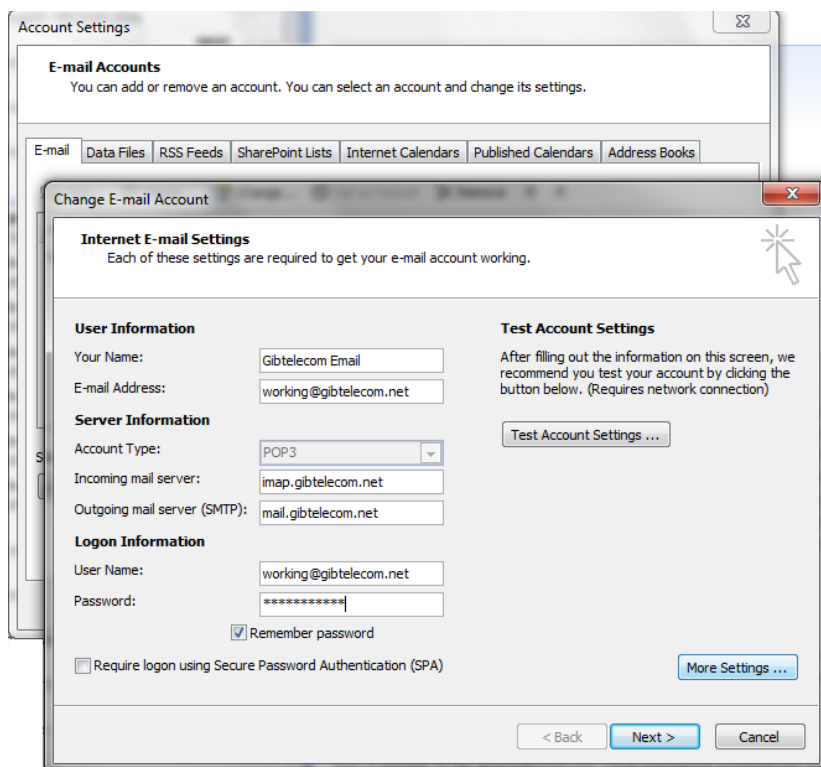 Account Settings
E-mail Accounts
You can add or remove an account. You can select an account and change its settings.
E-mail Data Files RSS Feeds SharePoint Lists Internet Calendars Published Calendars Address Books
Change E-mail Account
Internet E-mail Settings
Each of these settings are required to get your e-mail account working.
User Information
Your Name: Gibtelecom Email
E-mail Address: working@gibtelecom.net
Server Information
Account Type: POP3
Incoming mail server: imap.gibtelecom.net
Outgoing mail server (SMTP): mail.gibtelecom.net
Logon Information
User Name: working@gibtelecom.net
Password: ***********
Remember password
Require logon using Secure Password Authentication (SPA)
Test Account Settings
After filling out the information on this screen, we
recommend you test your account by clicking the
button below. (Requires network connection)
Test Account Settings ...
More Settings ...
< Back Next > Cancel